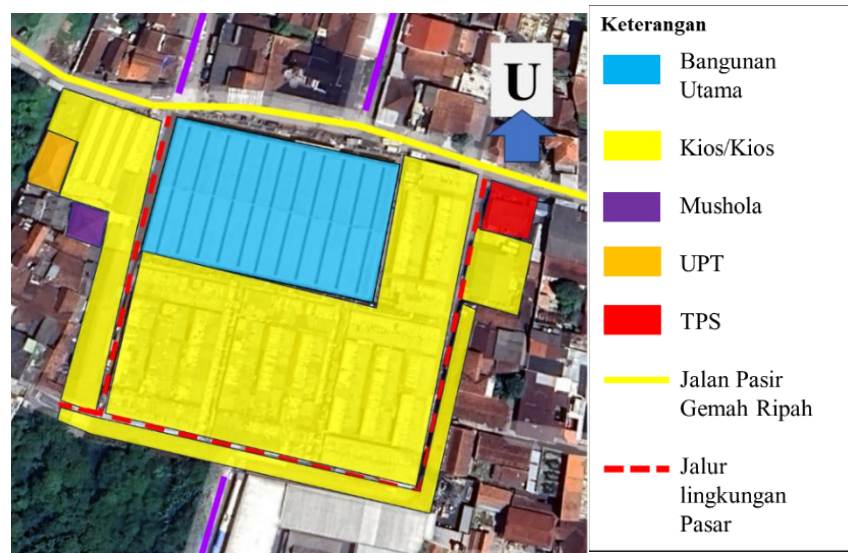 U
Keterangan
Bangunan
Utama
Kios/Kios
Mushola
UPT
TPS
Jalan Pasir
Gemah Ripah
Jalur
lingkungan
Pasar